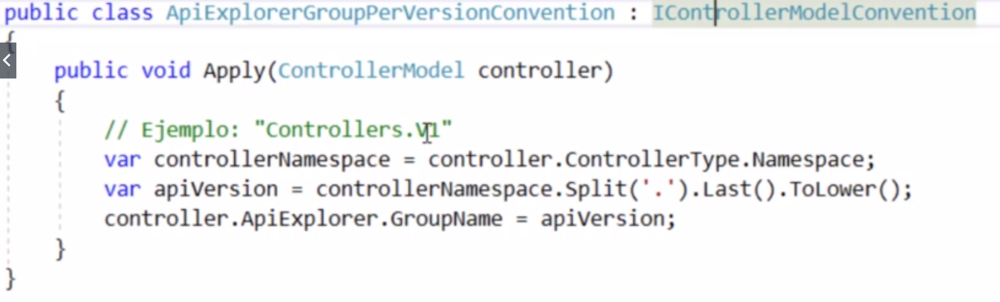 public class ApiExplorerGroupPerVersionConvention : IControllerModelConvention
{
    public void Apply(ControllerModel controller)
    {
        // Ejemplo: "Controllers.V1"
        var controllerNamespace = controller.ControllerType.Namespace;
        var apiVersion = controllerNamespace.Split('.').Last().ToLower();
        controller.ApiExplorer.GroupName = apiVersion;
    }
}